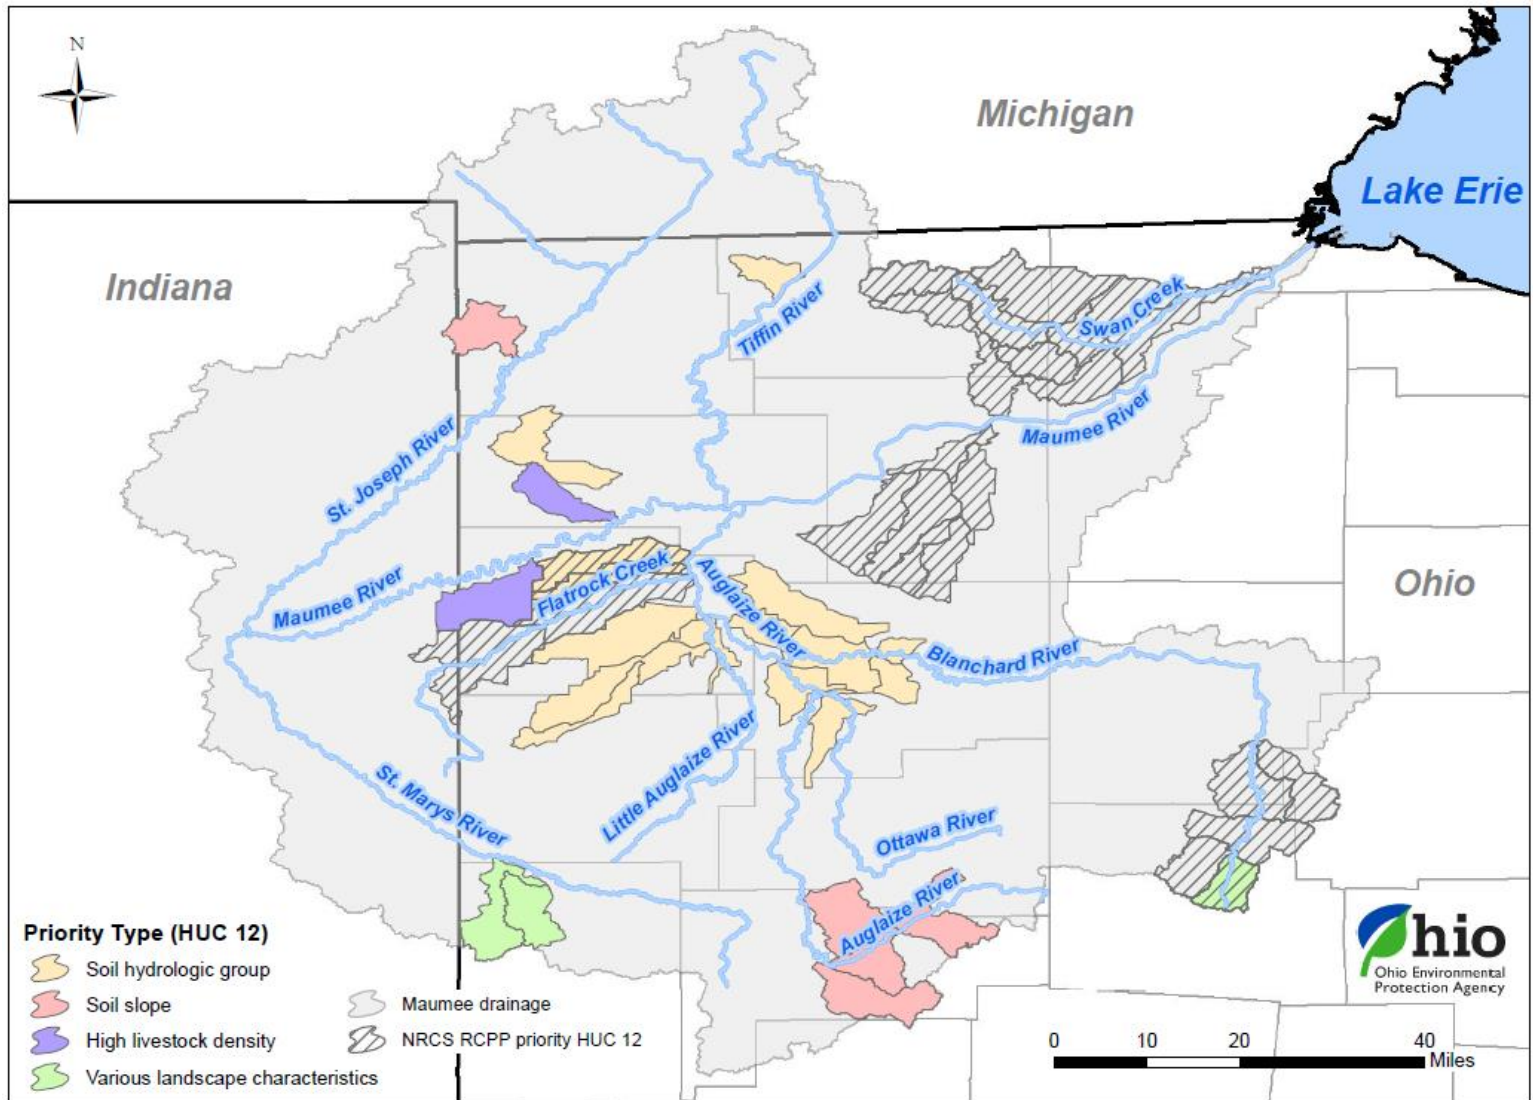 N
Michigan
Lake Erie
Indiana
Swan Creek
Tiffin River
Maumee River
St. Joseph River
Ohio
Maumee River
Flatrock Creek
Auglaize River
Blanchard River
Little Auglaize River
St. Marys River
Ottawa River
Auglaize River
Priority Type (HUC 12)
Soil hydrologic group
Soil slope
High livestock density
Various landscape characteristics
Maumee drainage
NRCS RCPP priority HUC 12
hio
Ohio Environmental
Protection Agency
0 10 20 40
Miles